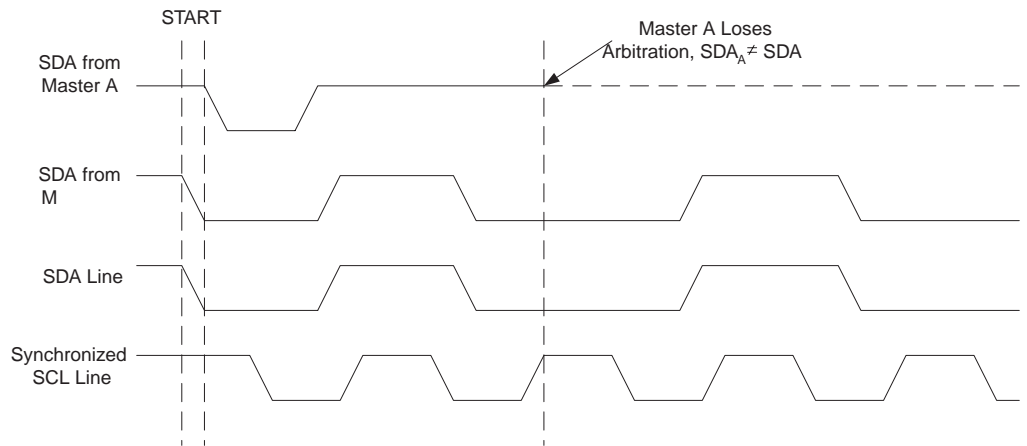 START
Master A Loses
Arbitration, SDA_A ≠ SDA
SDA from
Master A
SDA from
M
SDA Line
Synchronized
SCL Line